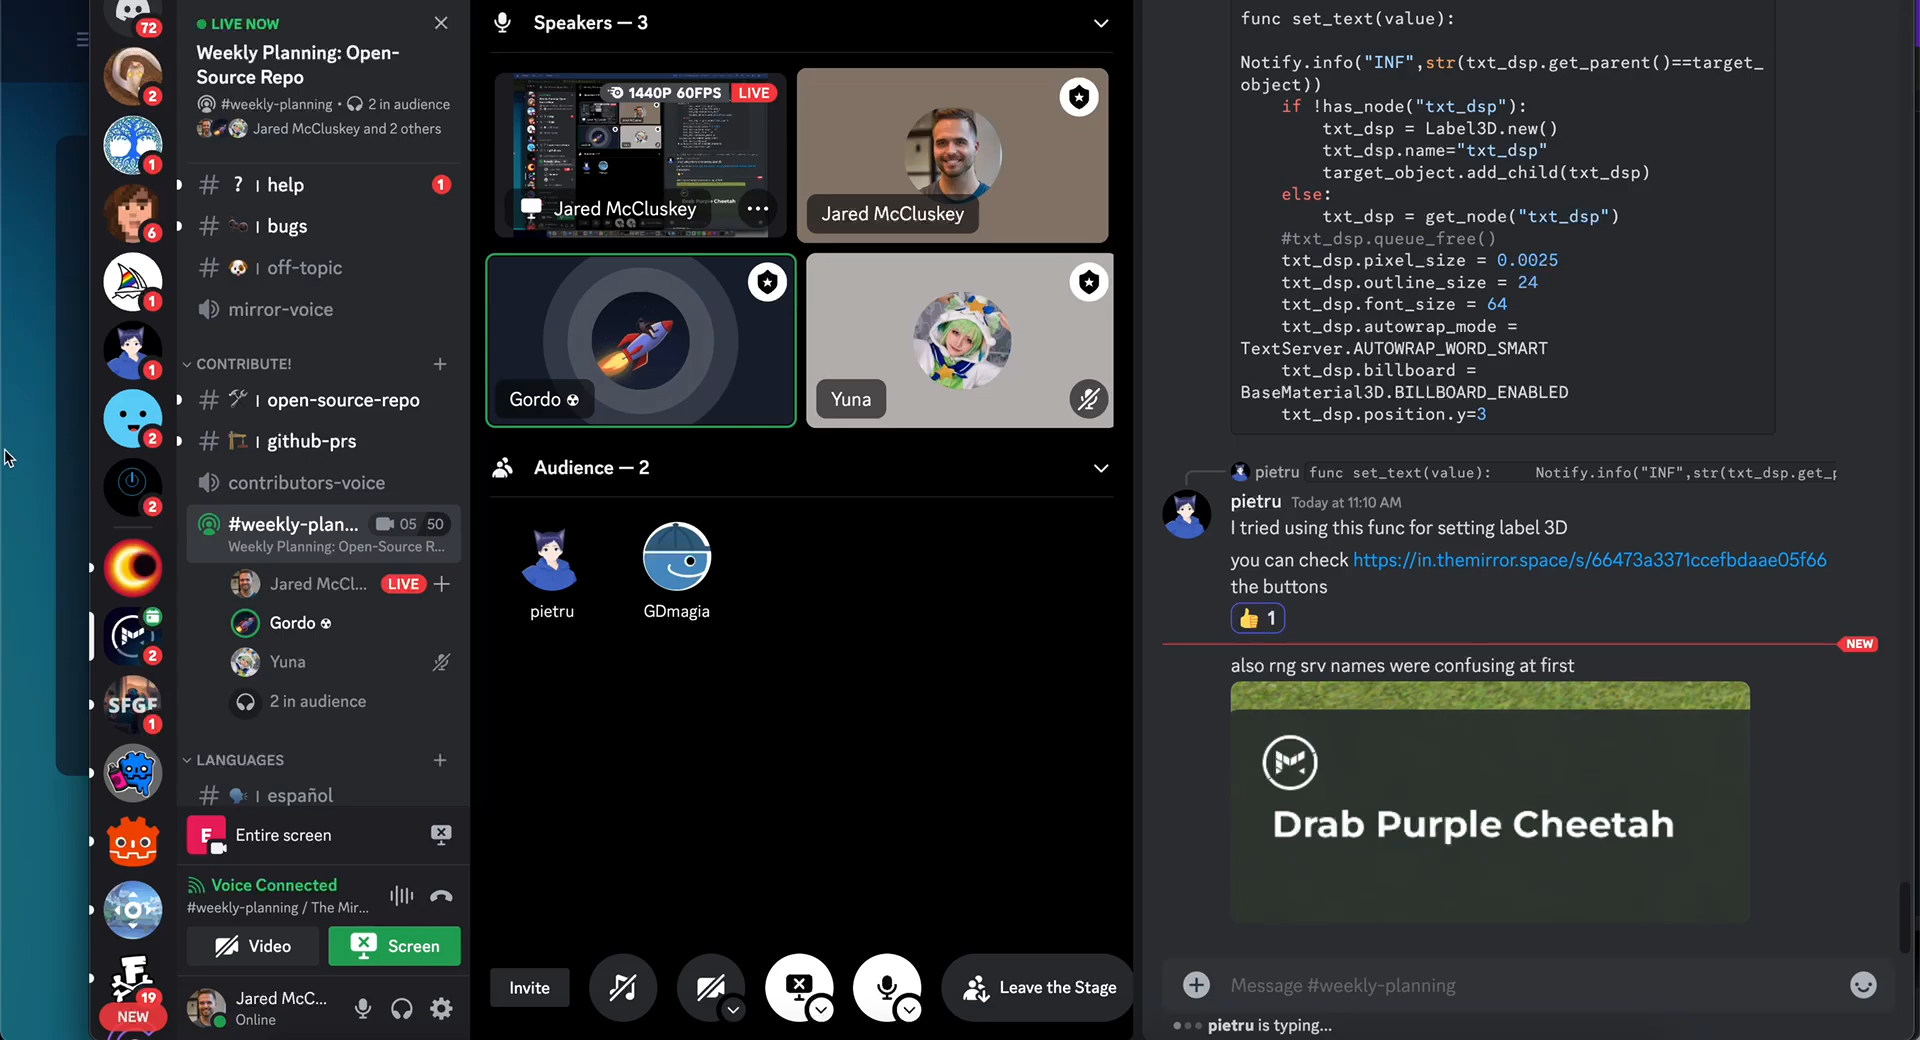 72
2
1
6
1
1
2
2
2
SFGF
1
19
NEW
LIVE NOW
Weekly Planning: Open-
Source Repo
#weekly-planning • 2 in audience
Jared McCluskey and 2 others
# ? | help 1
# | bugs
# | off-topic
mirror-voice
CONTRIBUTE!
# | open-source-repo
# | github-prs
contributors-voice
#weekly-plan... 05 50
Weekly Planning: Open-Source R...
Jared McCl... LIVE
Gordo ☢
Yuna
2 in audience
LANGUAGES
# | español
Entire screen
Voice Connected
#weekly-planning / The Mir...
Video
Screen
Jared McC...
Online
Speakers — 3
1440P 60FPS LIVE
Jared McCluskey
Jared McCluskey
Gordo ☢
Yuna
Audience — 2
pietru
GDmagia
Invite
Leave the Stage
func set_text(value):
Notify.info("INF",str(txt_dsp.get_parent()==target_
object))
if !has_node("txt_dsp"):
txt_dsp = Label3D.new()
txt_dsp.name="txt_dsp"
target_object.add_child(txt_dsp)
else:
txt_dsp = get_node("txt_dsp")
#txt_dsp.queue_free()
txt_dsp.pixel_size = 0.0025
txt_dsp.outline_size = 24
txt_dsp.font_size = 64
txt_dsp.autowrap_mode =
TextServer.AUTOWRAP_WORD_SMART
txt_dsp.billboard =
BaseMaterial3D.BILLBOARD_ENABLED
txt_dsp.position.y=3
pietru func set_text(value): Notify.info("INF",str(txt_dsp.get_p
pietru Today at 11:10 AM
I tried using this func for setting label 3D
you can check https://in.themirror.space/s/66473a3371ccefbdaae05f66
the buttons
👍 1
NEW
also rng srv names were confusing at first
Drab Purple Cheetah
Message #weekly-planning
pietru is typing...